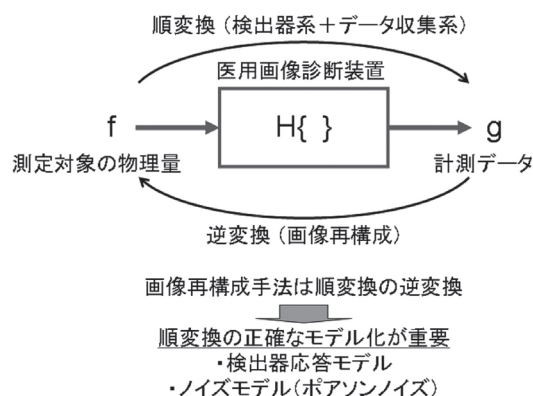 順変換（検出器系＋データ収集系）
医用画像診断装置
f
H{ }
g
測定対象の物理量
計測データ
逆変換（画像再構成）
画像再構成手法は順変換の逆変換
順変換の正確なモデル化が重要
・検出器応答モデル
・ノイズモデル（ポアソンノイズ）